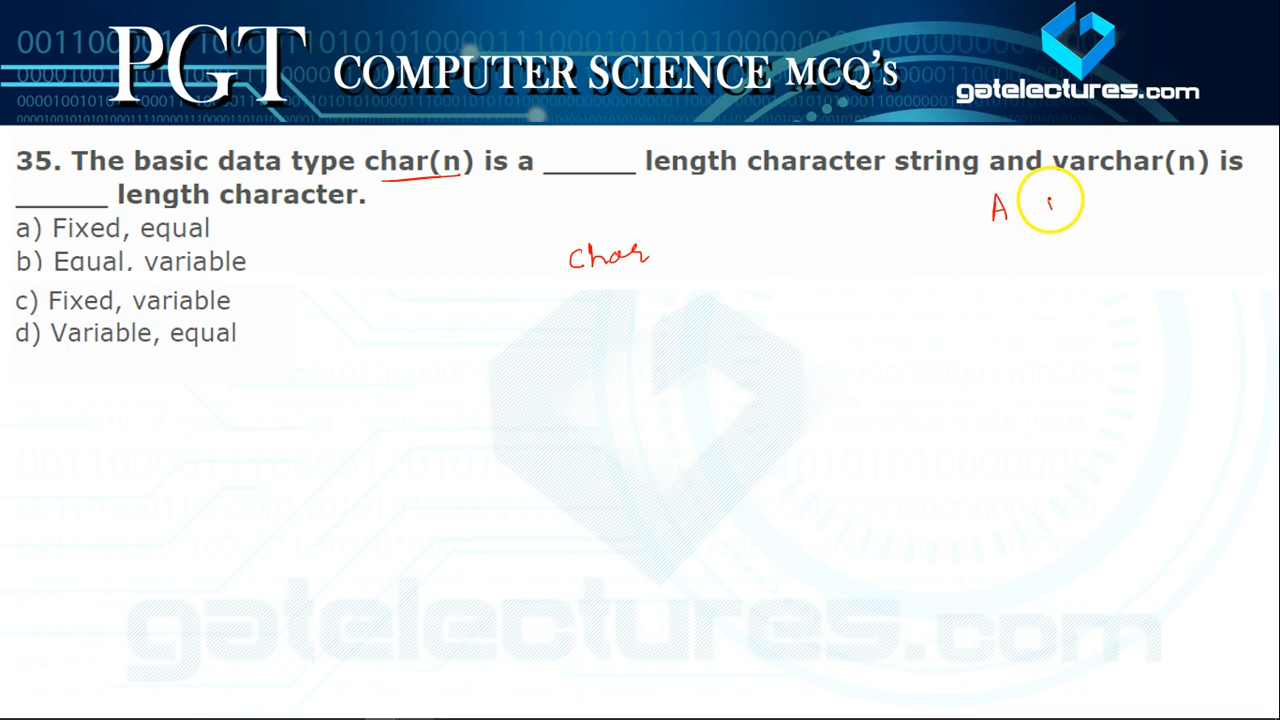 PGT COMPUTER SCIENCE MCQ's
gatelectures.com
35. The basic data type char(n) is a ______ length character string and varchar(n) is
______ length character.
A
a) Fixed, equal
char
b) Equal, variable
c) Fixed, variable
d) Variable, equal
gatelectures.com